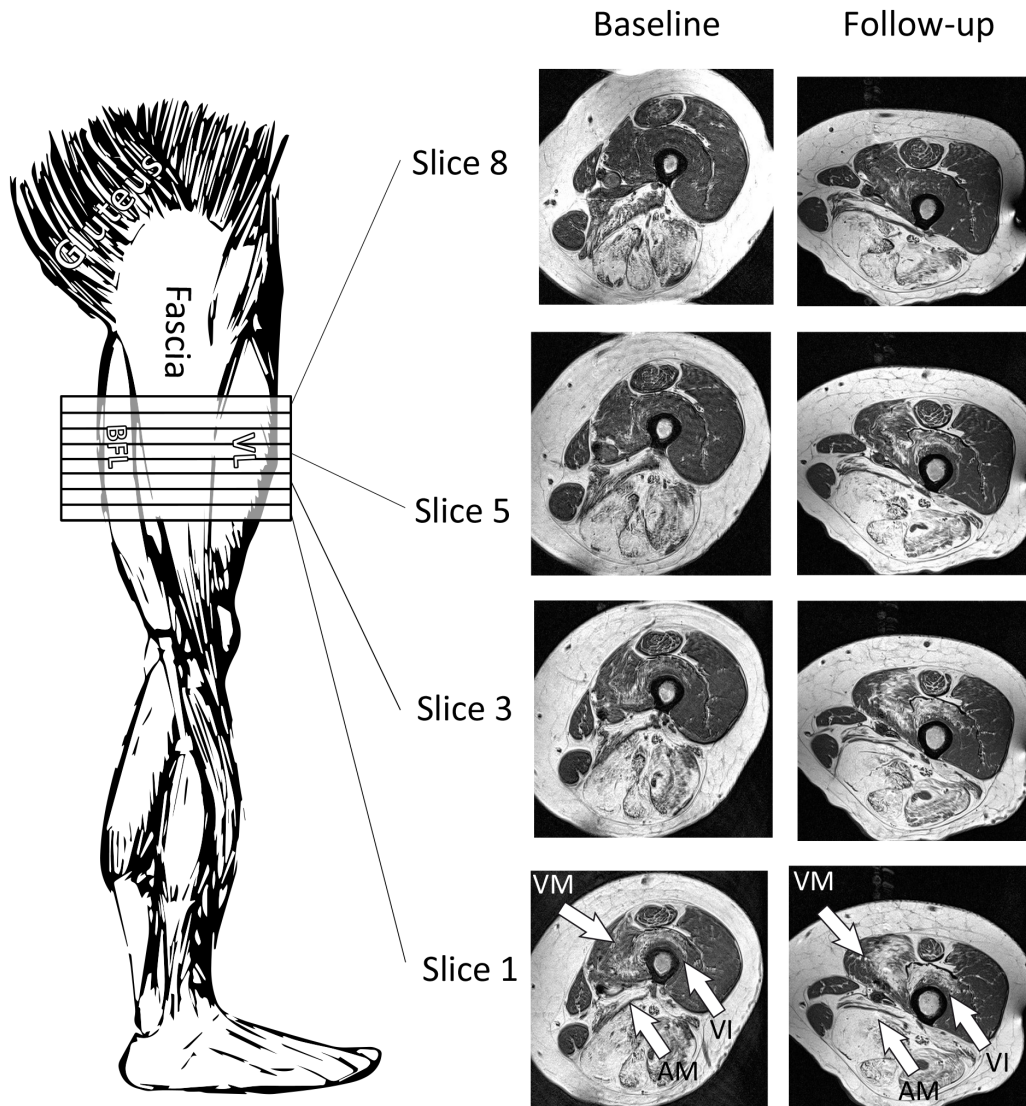 Baseline
Follow-up
Gluteus
Fascia
BFL
VL
Slice 8
Slice 5
Slice 3
Slice 1
VM
VI
AM
VM
VI
AM